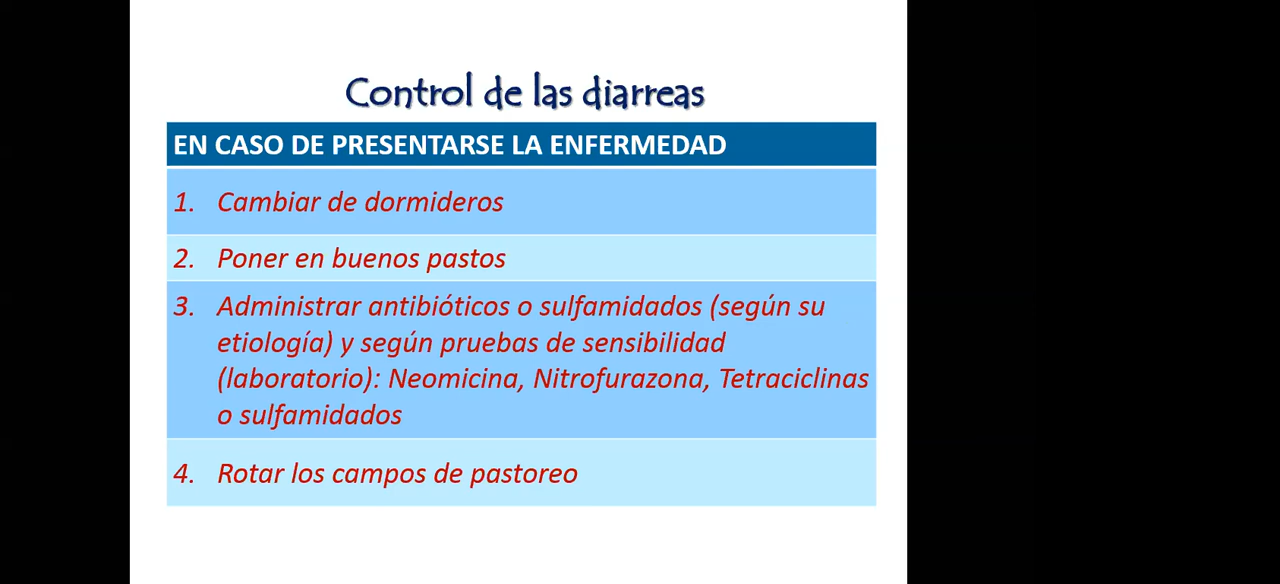 Control de las diarreas
EN CASO DE PRESENTARSE LA ENFERMEDAD
1. Cambiar de dormideros
2. Poner en buenos pastos
3. Administrar antibióticos o sulfamidados (según su
etiología) y según pruebas de sensibilidad
(laboratorio): Neomicina, Nitrofurazona, Tetraciclinas
o sulfamidados
4. Rotar los campos de pastoreo